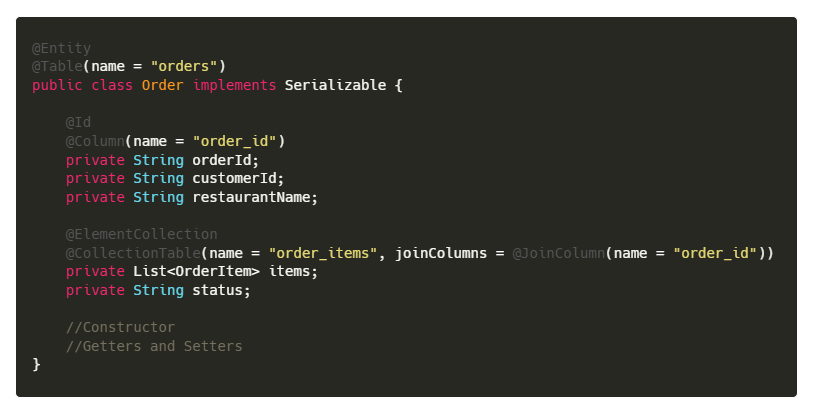 @Entity
@Table(name = "orders")
public class Order implements Serializable {
@Id
@Column(name = "order_id")
private String orderId;
private String customerId;
private String restaurantName;
@ElementCollection
@CollectionTable(name = "order_items", joinColumns = @JoinColumn(name = "order_id"))
private List<OrderItem> items;
private String status;
//Constructor
//Getters and Setters
}